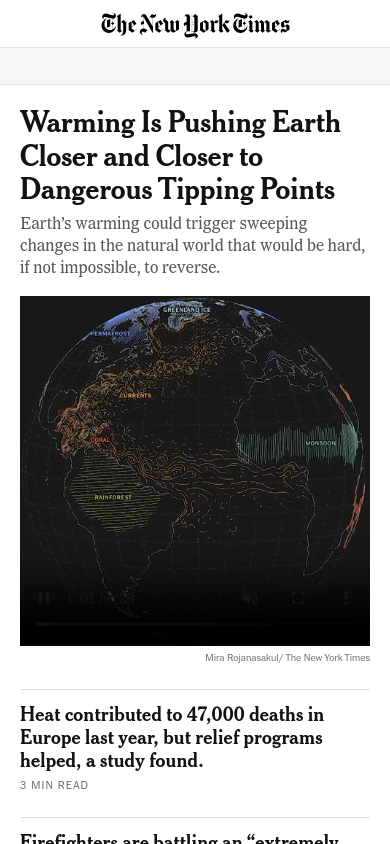 The New York Times
Warming Is Pushing Earth
Closer and Closer to
Dangerous Tipping Points
Earth’s warming could trigger sweeping
changes in the natural world that would be hard,
if not impossible, to reverse.
GREENLAND ICE
PERMAFROST
CURRENTS
CORAL
MONSOON
RAINFOREST
Mira Rojanasakul/ The New York Times
Heat contributed to 47,000 deaths in
Europe last year, but relief programs
helped, a study found.
3 MIN READ
Firefighters are battling an “extremely